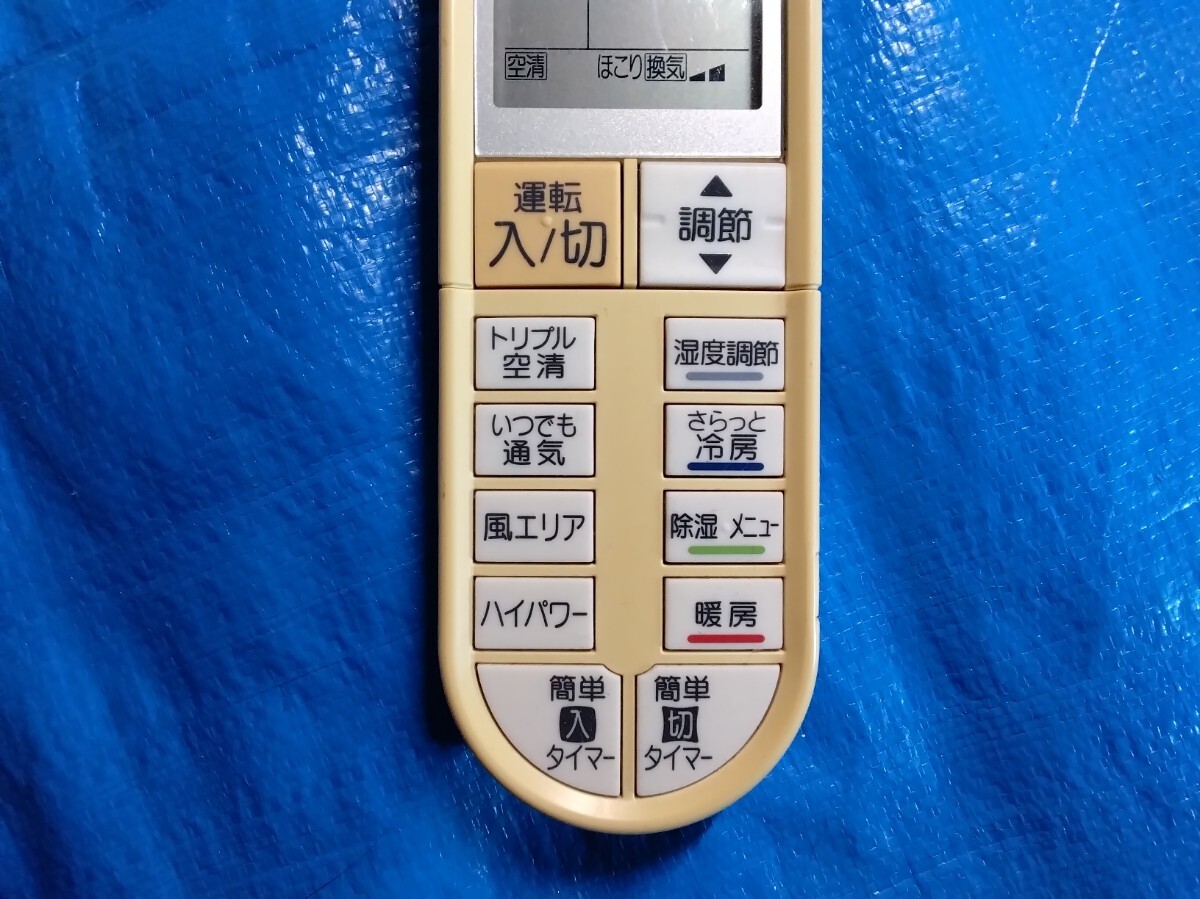 空清 ほこり 換気
運転
入/切
▲
調節
▼
トリプル
空清
湿度調節
いつでも
通気
さらっと
冷房
風エリア
除湿 メニュー
ハイパワー
暖房
簡単
入
タイマー
簡単
切
タイマー